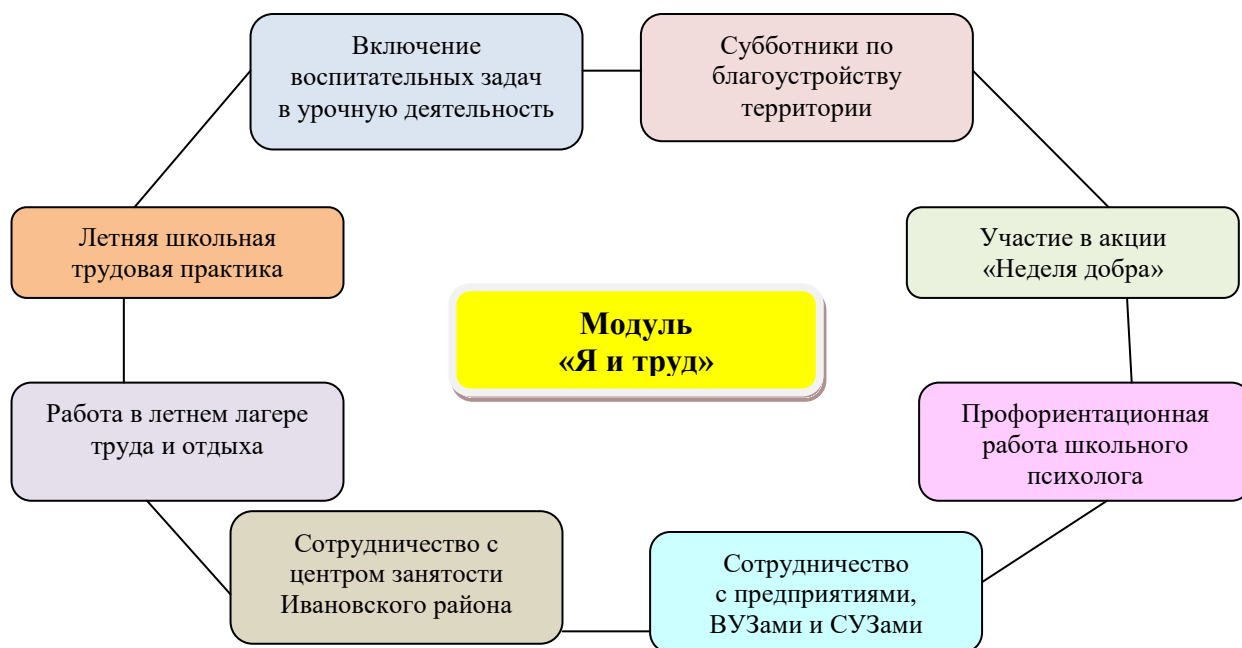 Включение
воспитательных задач
в урочную деятельность
Субботники по
благоустройству
территории
Летняя школьная
трудовая практика
Участие в акции
«Неделя добра»
Модуль
«Я и труд»
Работа в летнем лагере
труда и отдыха
Профориентационная
работа школьного
психолога
Сотрудничество с
центром занятости
Ивановского района
Сотрудничество
с предприятиями,
ВУЗами и СУЗами